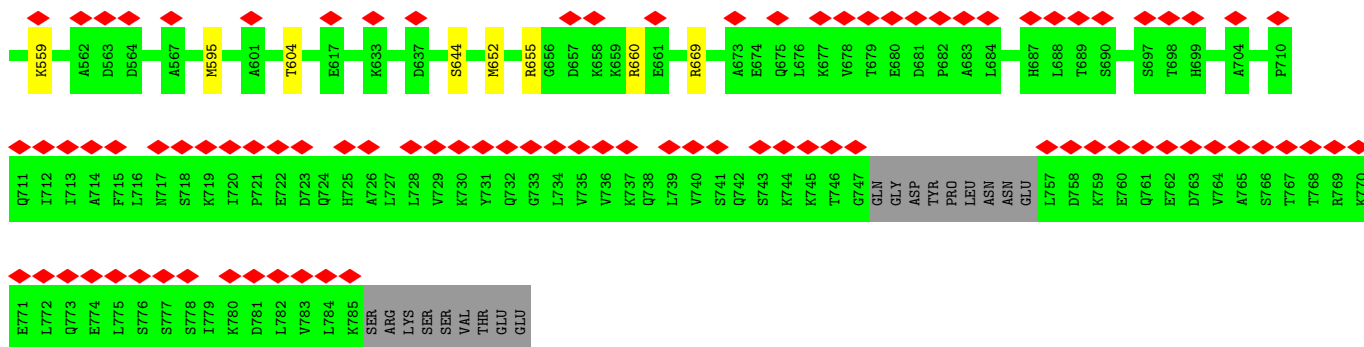 K559 A562 D563 D564 A567 M595 A601 T604 E617 K633 D637 S644 M652 R655 G656 D657 K658 K659 R660 E661 R669 A673 E674 Q675 L676 K677 V678 T679 E680 D681 P682 A683 L684 H687 L688 T689 S690 S697 T698 H699 A704 P710
Q711 I712 I713 A714 F715 L716 N717 S718 K719 I720 P721 E722 D723 Q724 H725 A726 L727 L728 V729 K730 Y731 Q732 G733 L734 V735 V736 K737 Q738 L739 V740 S741 Q742 S743 K744 K745 T746 G747 GLN GLY ASP TYR PRO LEU ASN ASN GLU L757 D758 K759 E760 Q761 E762 D763 V764 A765 S766 T767 T768 R769 K770
E771 L772 Q773 E774 L775 S776 S777 S778 I779 K780 D781 L782 V783 L784 K785 SER ARG LYS SER SER VAL THR GLU GLU